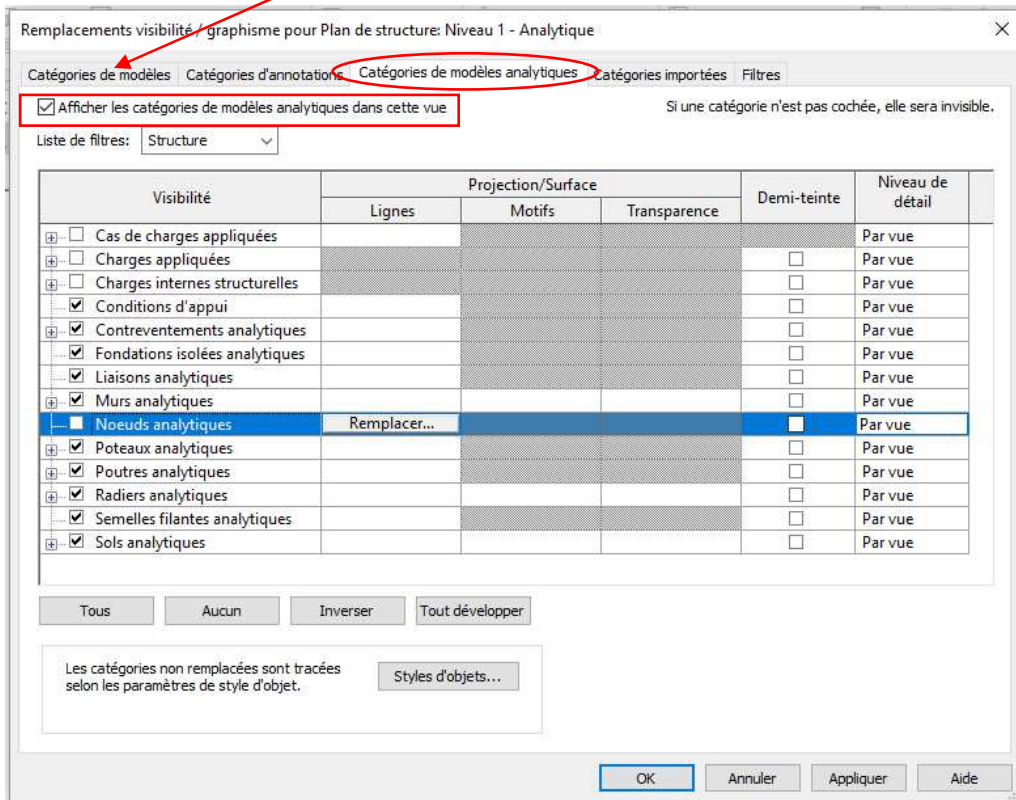 Remplacements visibilité / graphisme pour Plan de structure: Niveau 1 - Analytique
Catégories de modèles Catégories d'annotations Catégories de modèles analytiques Catégories importées Filtres
Afficher les catégories de modèles analytiques dans cette vue Si une catégorie n'est pas cochée, elle sera invisible.
Liste de filtres: Structure
Visibilité Projection/Surface Demi-teinte Niveau de détail
Lignes Motifs Transparence
Cas de charges appliquées Par vue
Charges appliquées Par vue
Charges internes structurelles Par vue
Conditions d'appui Par vue
Contreventements analytiques Par vue
Fondations isolées analytiques Par vue
Liaisons analytiques Par vue
Murs analytiques Par vue
Noeuds analytiques Remplacer... Par vue
Poteaux analytiques Par vue
Poutres analytiques Par vue
Radiers analytiques Par vue
Semelles filantes analytiques Par vue
Sols analytiques Par vue
Tous Aucun Inverser Tout développer
Les catégories non remplacées sont tracées
selon les paramètres de style d'objet.
Styles d'objets...
OK Annuler Appliquer Aide